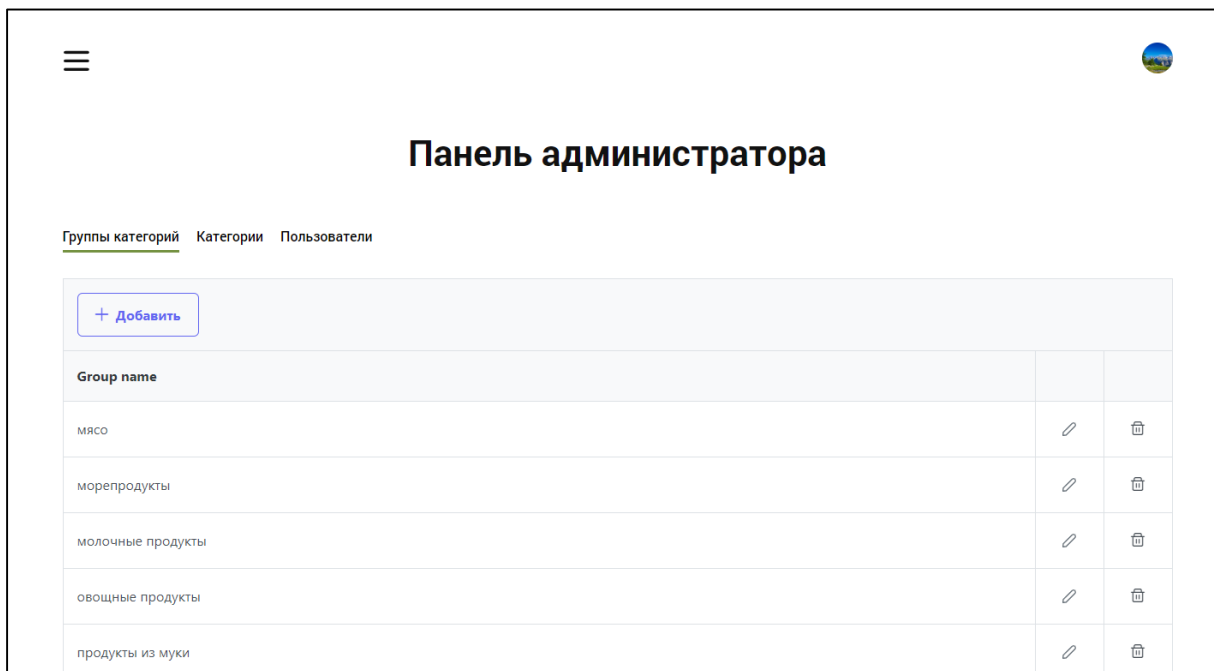 Панель администратора
Группы категорий Категории Пользователи
Добавить
Group name
мясо
морепродукты
молочные продукты
овощные продукты
продукты из муки